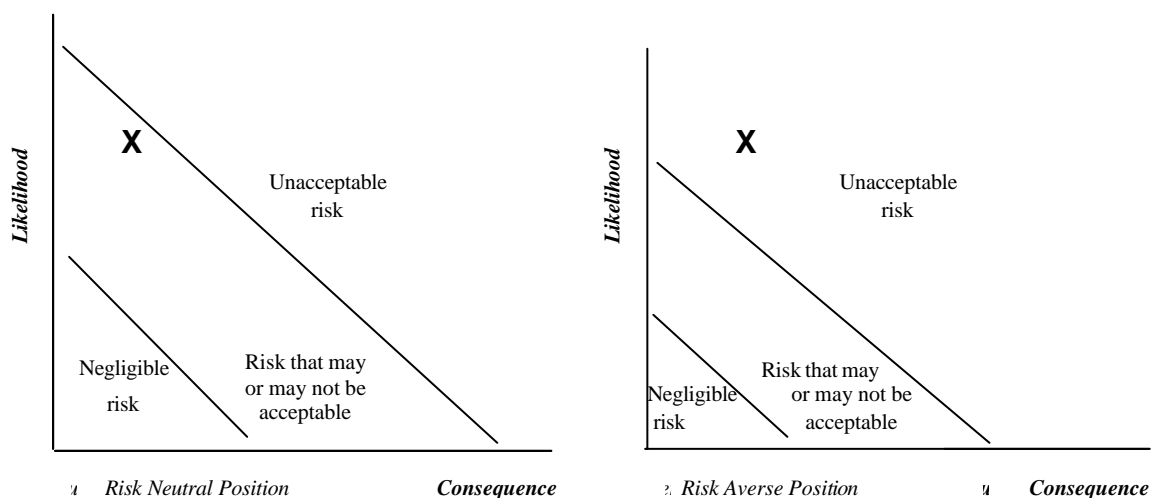 X
Likelihood
Unacceptable
risk
Negligible
risk
Risk that may
or may not be
acceptable
Risk Neutral Position
Consequence
X
Likelihood
Unacceptable
risk
Negligible
risk
Risk that may
or may not be
acceptable
Risk Averse Position
Consequence